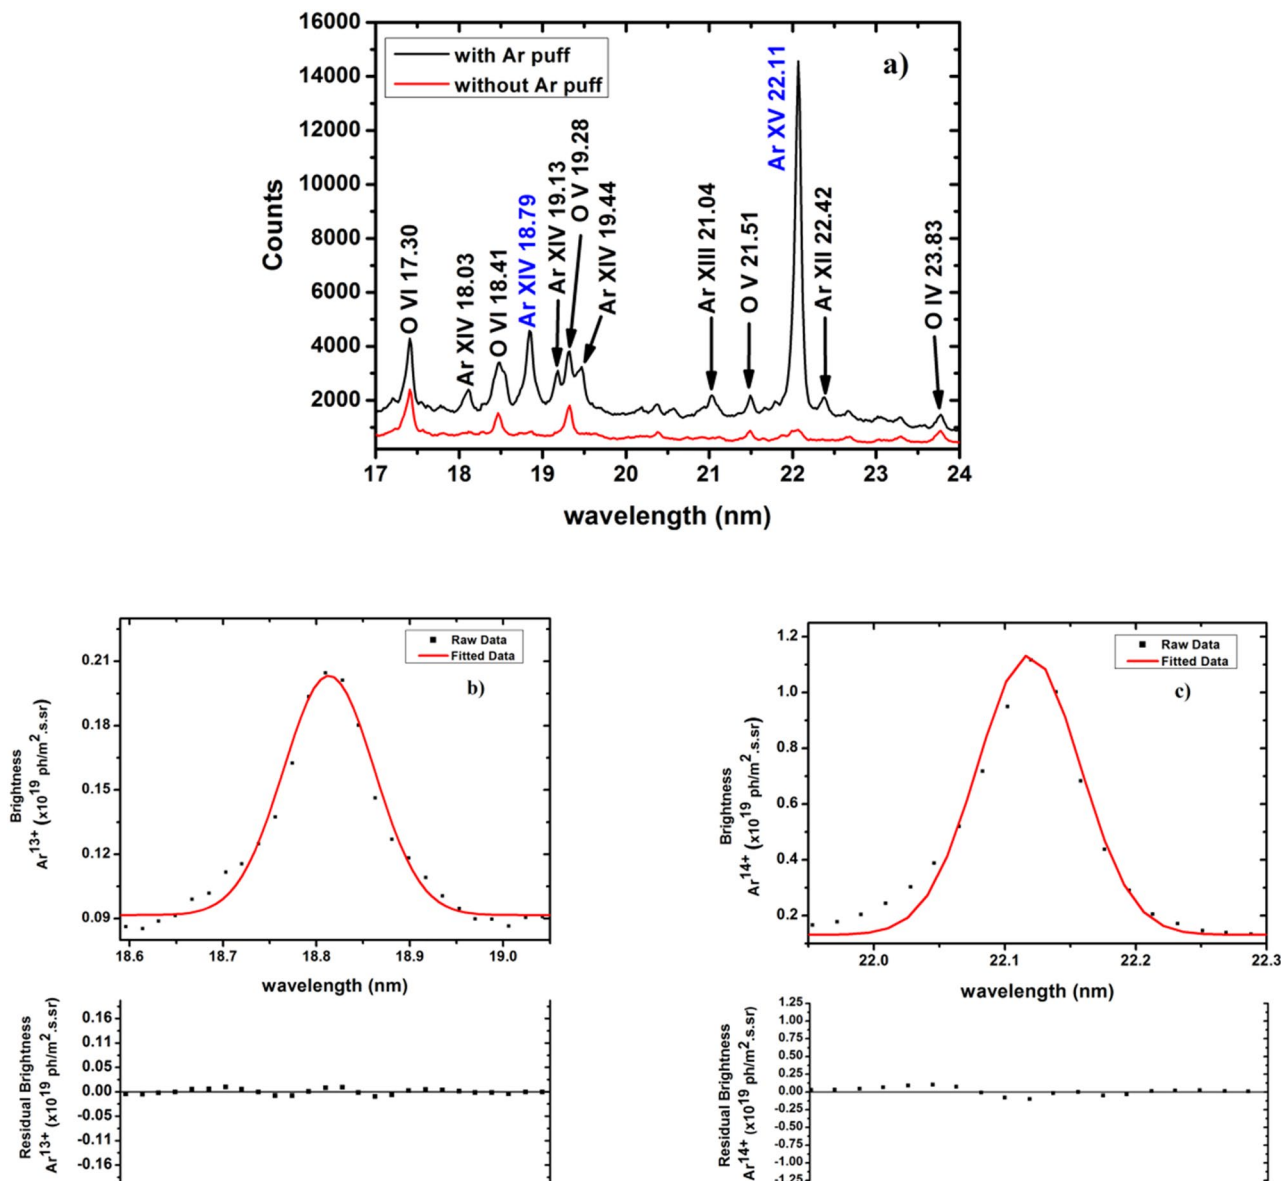 16000
14000
12000
10000
8000
6000
4000
2000
Counts
with Ar puff
without Ar puff
a)
O VI 17.30
Ar XIV 18.03
O VI 18.41
Ar XIV 18.79
Ar XIV 19.13
O V 19.28
Ar XIV 19.44
Ar XIII 21.04
O V 21.51
Ar XV 22.11
Ar XII 22.42
O IV 23.83
17 18 19 20 21 22 23 24
wavelength (nm)
Brightness
Ar13+ (x10^19 ph/m2.s.sr)
0.21
0.18
0.15
0.12
0.09
Raw Data
Fitted Data
b)
18.6 18.7 18.8 18.9 19.0
wavelength (nm)
Residual Brightness
Ar13+ (x10^19 ph/m2.s.sr)
0.16
0.11
0.05
0.00
-0.05
-0.11
-0.16
Brightness
Ar14+ (x10^19 ph/m2.s.sr)
1.2
1.0
0.8
0.6
0.4
0.2
Raw Data
Fitted Data
c)
22.0 22.1 22.2 22.3
wavelength (nm)
Residual Brightness
Ar14+ (x10^19 ph/m2.s.sr)
1.25
1.00
0.75
0.50
0.25
0.00
-0.25
-0.50
-0.75
-1.00
-1.25